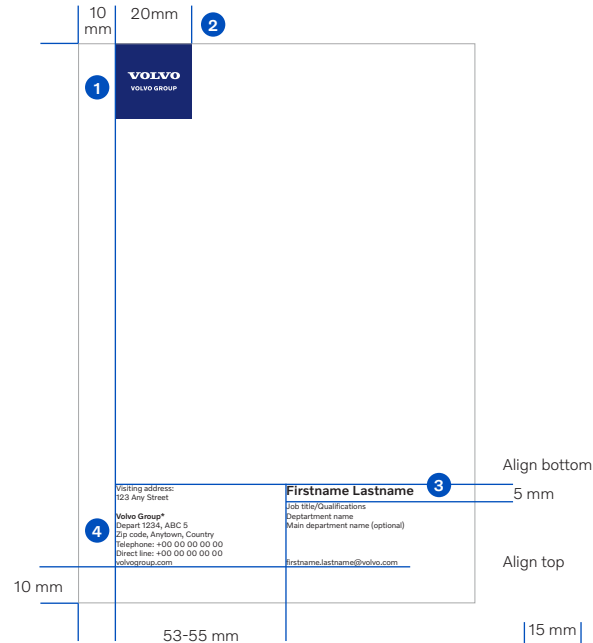 10
mm
20mm
2
1
VOLVO
VOLVO GROUP
Align bottom
Visiting address:
123 Any Street
Volvo Group*
Depart 1234, ABC 5
Zip code, Anytown, Country
Telephone: +00 00 00 00 00
Direct line: +00 00 00 00 00
volvogroup.com
4
Firstname Lastname
3
5 mm
Job title/Qualifications
Deptartment name
Main department name (optional)
firstname.lastname@volvo.com
Align top
10 mm
53-55 mm
15 mm